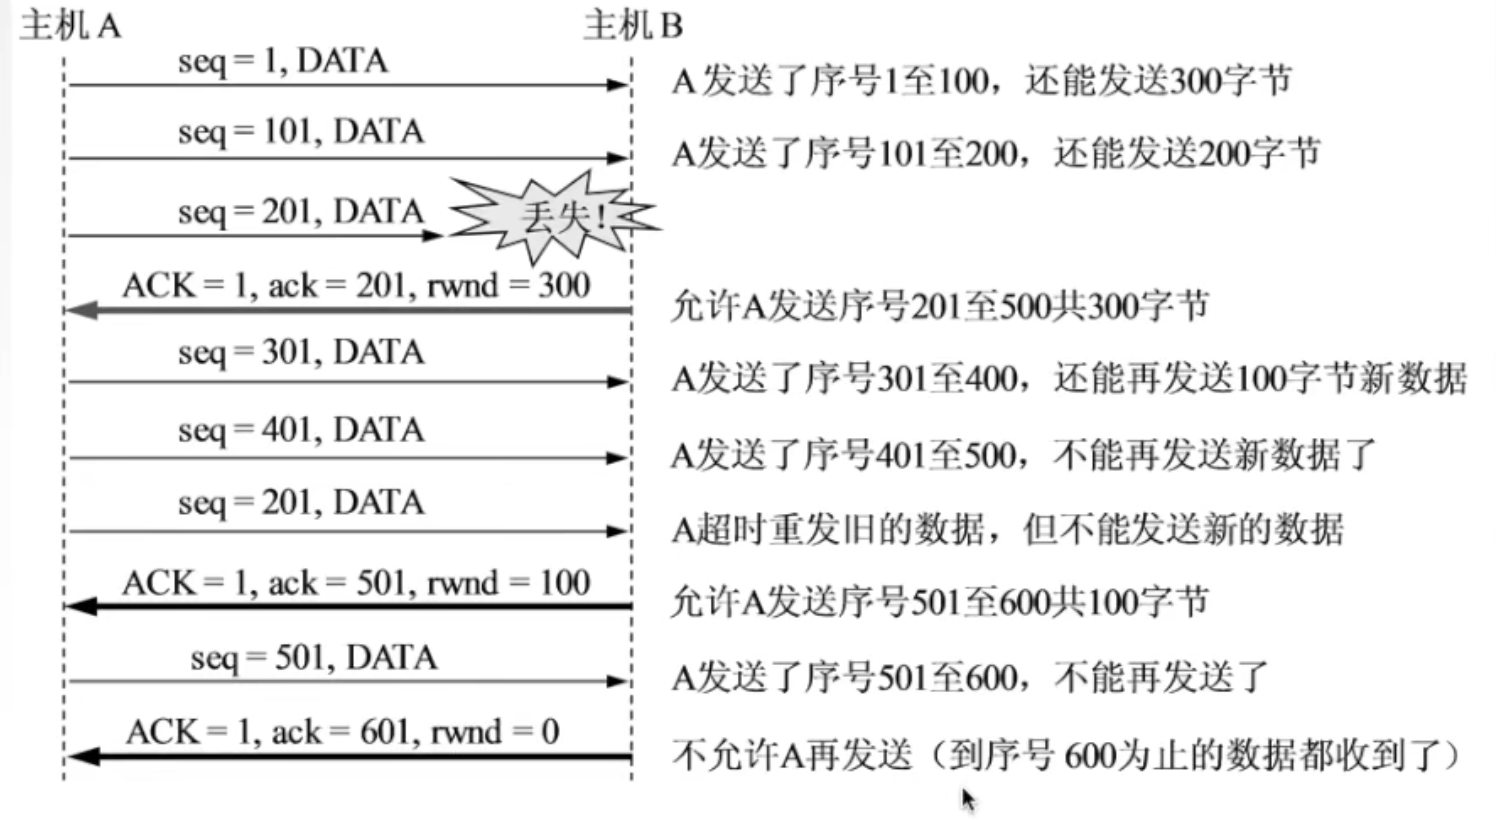 主机 A 主机 B
seq = 1, DATA
A 发送了序号1至100，还能发送300字节
seq = 101, DATA
A发送了序号101至200，还能发送200字节
seq = 201, DATA
丢失!
ACK = 1, ack = 201, rwnd = 300
允许A发送序号201至500共300字节
seq = 301, DATA
A发送了序号301至400，还能再发送100字节新数据
seq = 401, DATA
A发送了序号401至500，不能再发送新数据了
seq = 201, DATA
A超时重发旧的数据，但不能发送新的数据
ACK = 1, ack = 501, rwnd = 100
允许A发送序号501至600共100字节
seq = 501, DATA
A发送了序号501至600，不能再发送了
ACK = 1, ack = 601, rwnd = 0
不允许A再发送（到序号 600为止的数据都收到了）